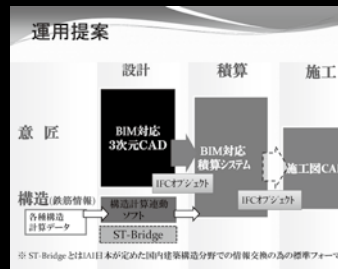 運用提案
設計 積算 施工
意匠
BIM対応
3次元CAD
IFCオブジェクト
BIM対応
積算システム
施工図CA
IFCオブジェクト
構造(鉄筋情報)
各種構造
計算データ
構造計算連動
ソフト
ST-Bridge
※ ST-BridgeとはIAI日本が定めた国内建築構造分野での情報交換の為の標準フォーマ